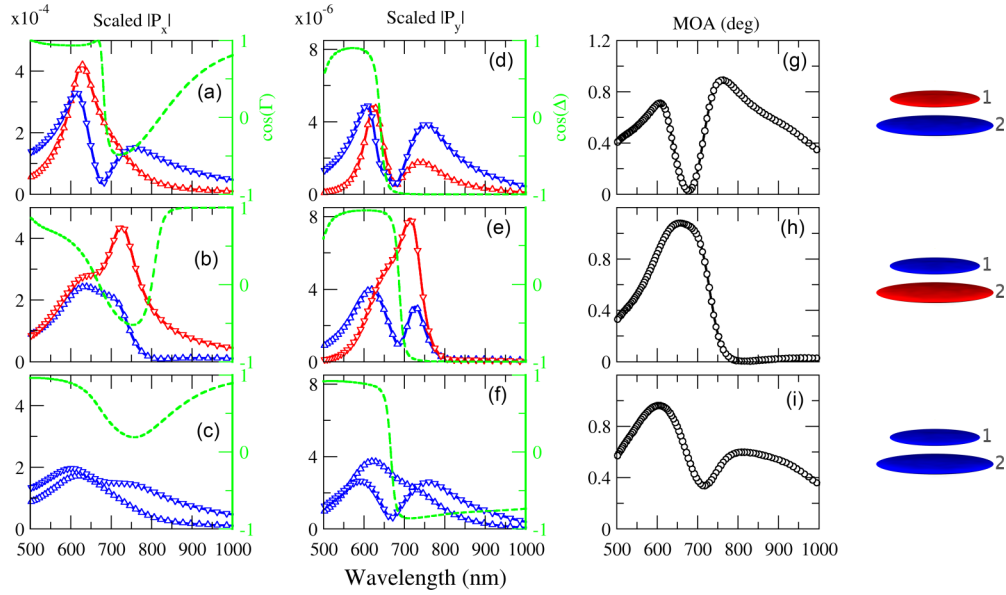 ×10⁻⁴ Scaled |Pₓ| ×10⁻⁶ Scaled |Pᵧ| MOA (deg)
4 1 8 1 1.2
(a) (d) (g)
2 0 4 0 0.8
cos(Γ) cos(Δ) 0.4
0 -1 0 -1 0
1
2
4 1 8 1
(b) (e) (h)
2 0 4 0 0.8
0.4
0 -1 0 -1 0
1
2
4 1 8 1
(c) (f) (i)
2 0 4 0 0.8
0.4
0 -1 0 -1 0
1
2
500 600 700 800 900 1000 500 600 700 800 900 1000 500 600 700 800 900 1000
Wavelength (nm)